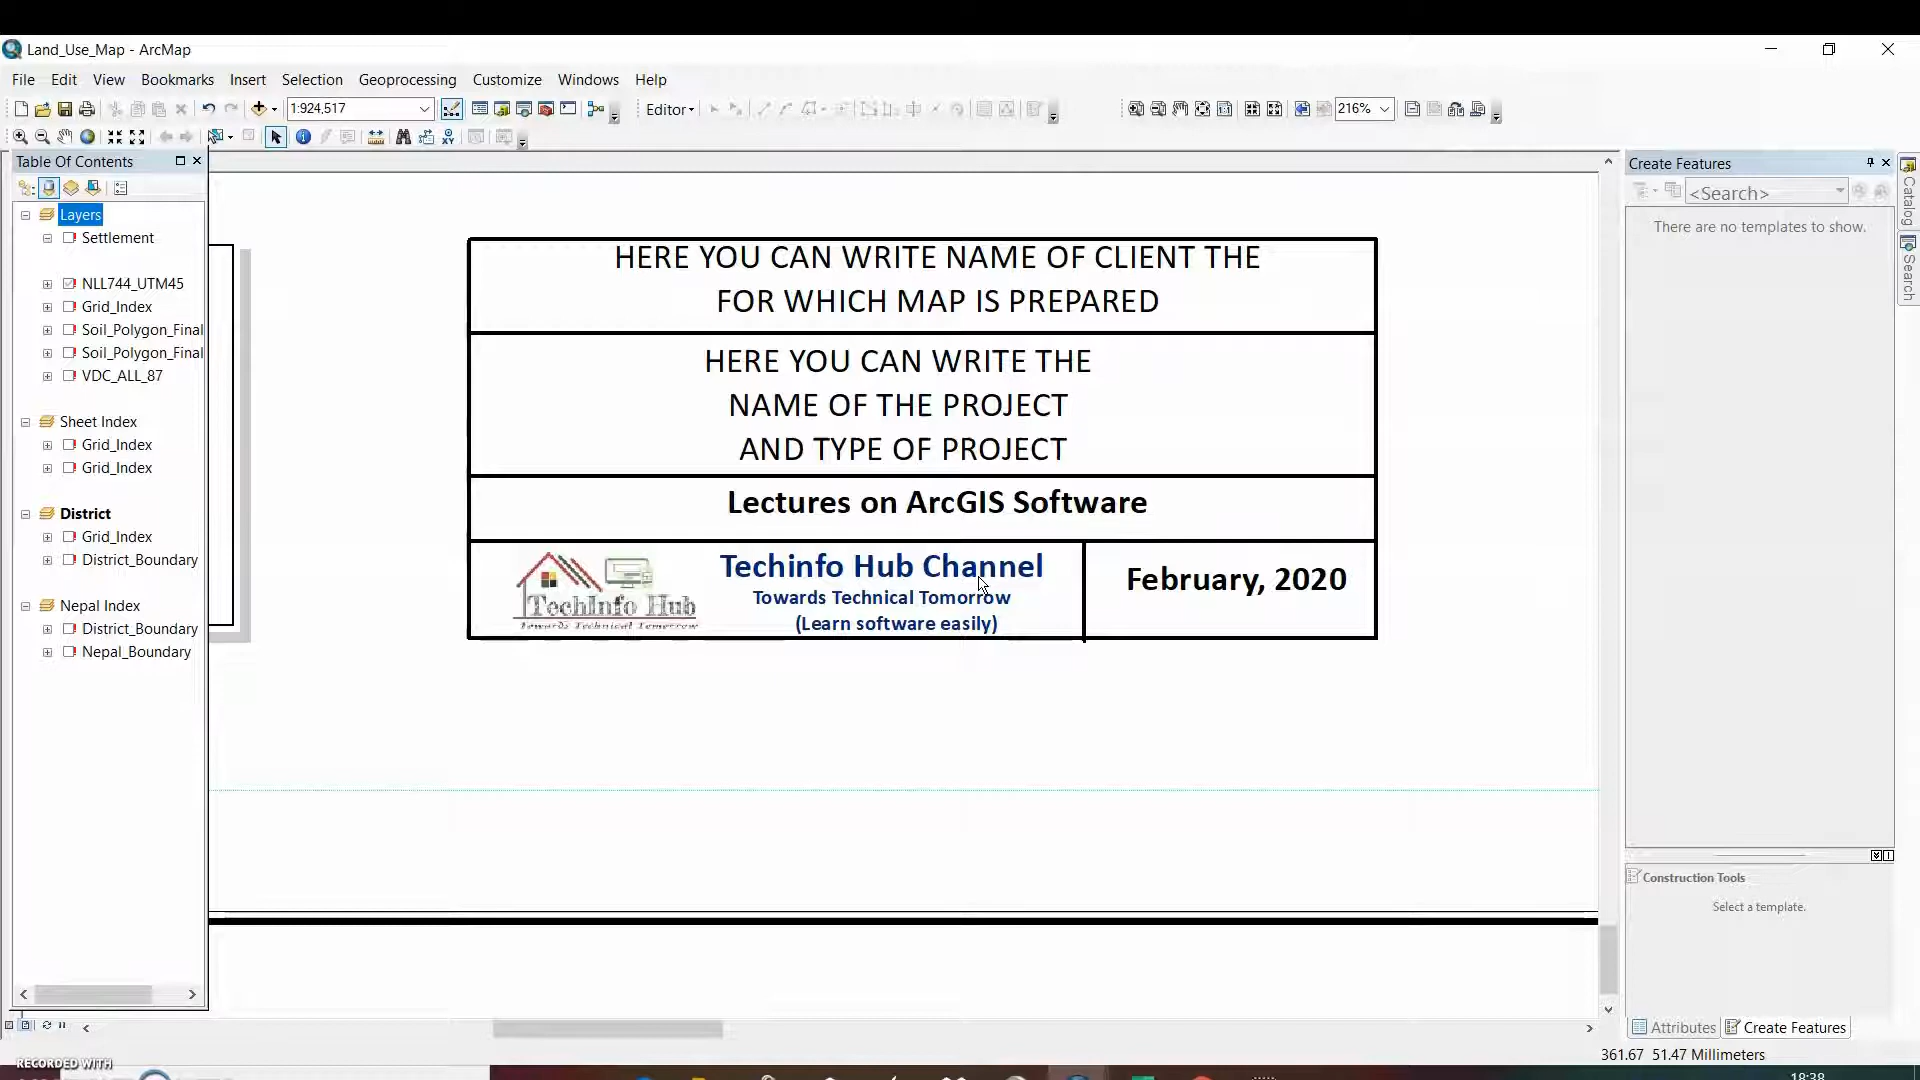 Land_Use_Map - ArcMap
File Edit View Bookmarks Insert Selection Geoprocessing Customize Windows Help
1:924,517
Editor
216%
Table Of Contents
Layers
Settlement
NLL744_UTM45
Grid_Index
Soil_Polygon_Final
Soil_Polygon_Final
VDC_ALL_87
Sheet Index
Grid_Index
Grid_Index
District
Grid_Index
District_Boundary
Nepal Index
District_Boundary
Nepal_Boundary
HERE YOU CAN WRITE NAME OF CLIENT THE
FOR WHICH MAP IS PREPARED
HERE YOU CAN WRITE THE
NAME OF THE PROJECT
AND TYPE OF PROJECT
Lectures on ArcGIS Software
TechInfo Hub
Towards Technical Tomorrow
Techinfo Hub Channel
Towards Technical Tomorrow
(Learn software easily)
February, 2020
Create Features
<Search>
There are no templates to show.
Catalog
Search
Construction Tools
Select a template.
Attributes Create Features
361.67 51.47 Millimeters
RECORDED WITH
18:38